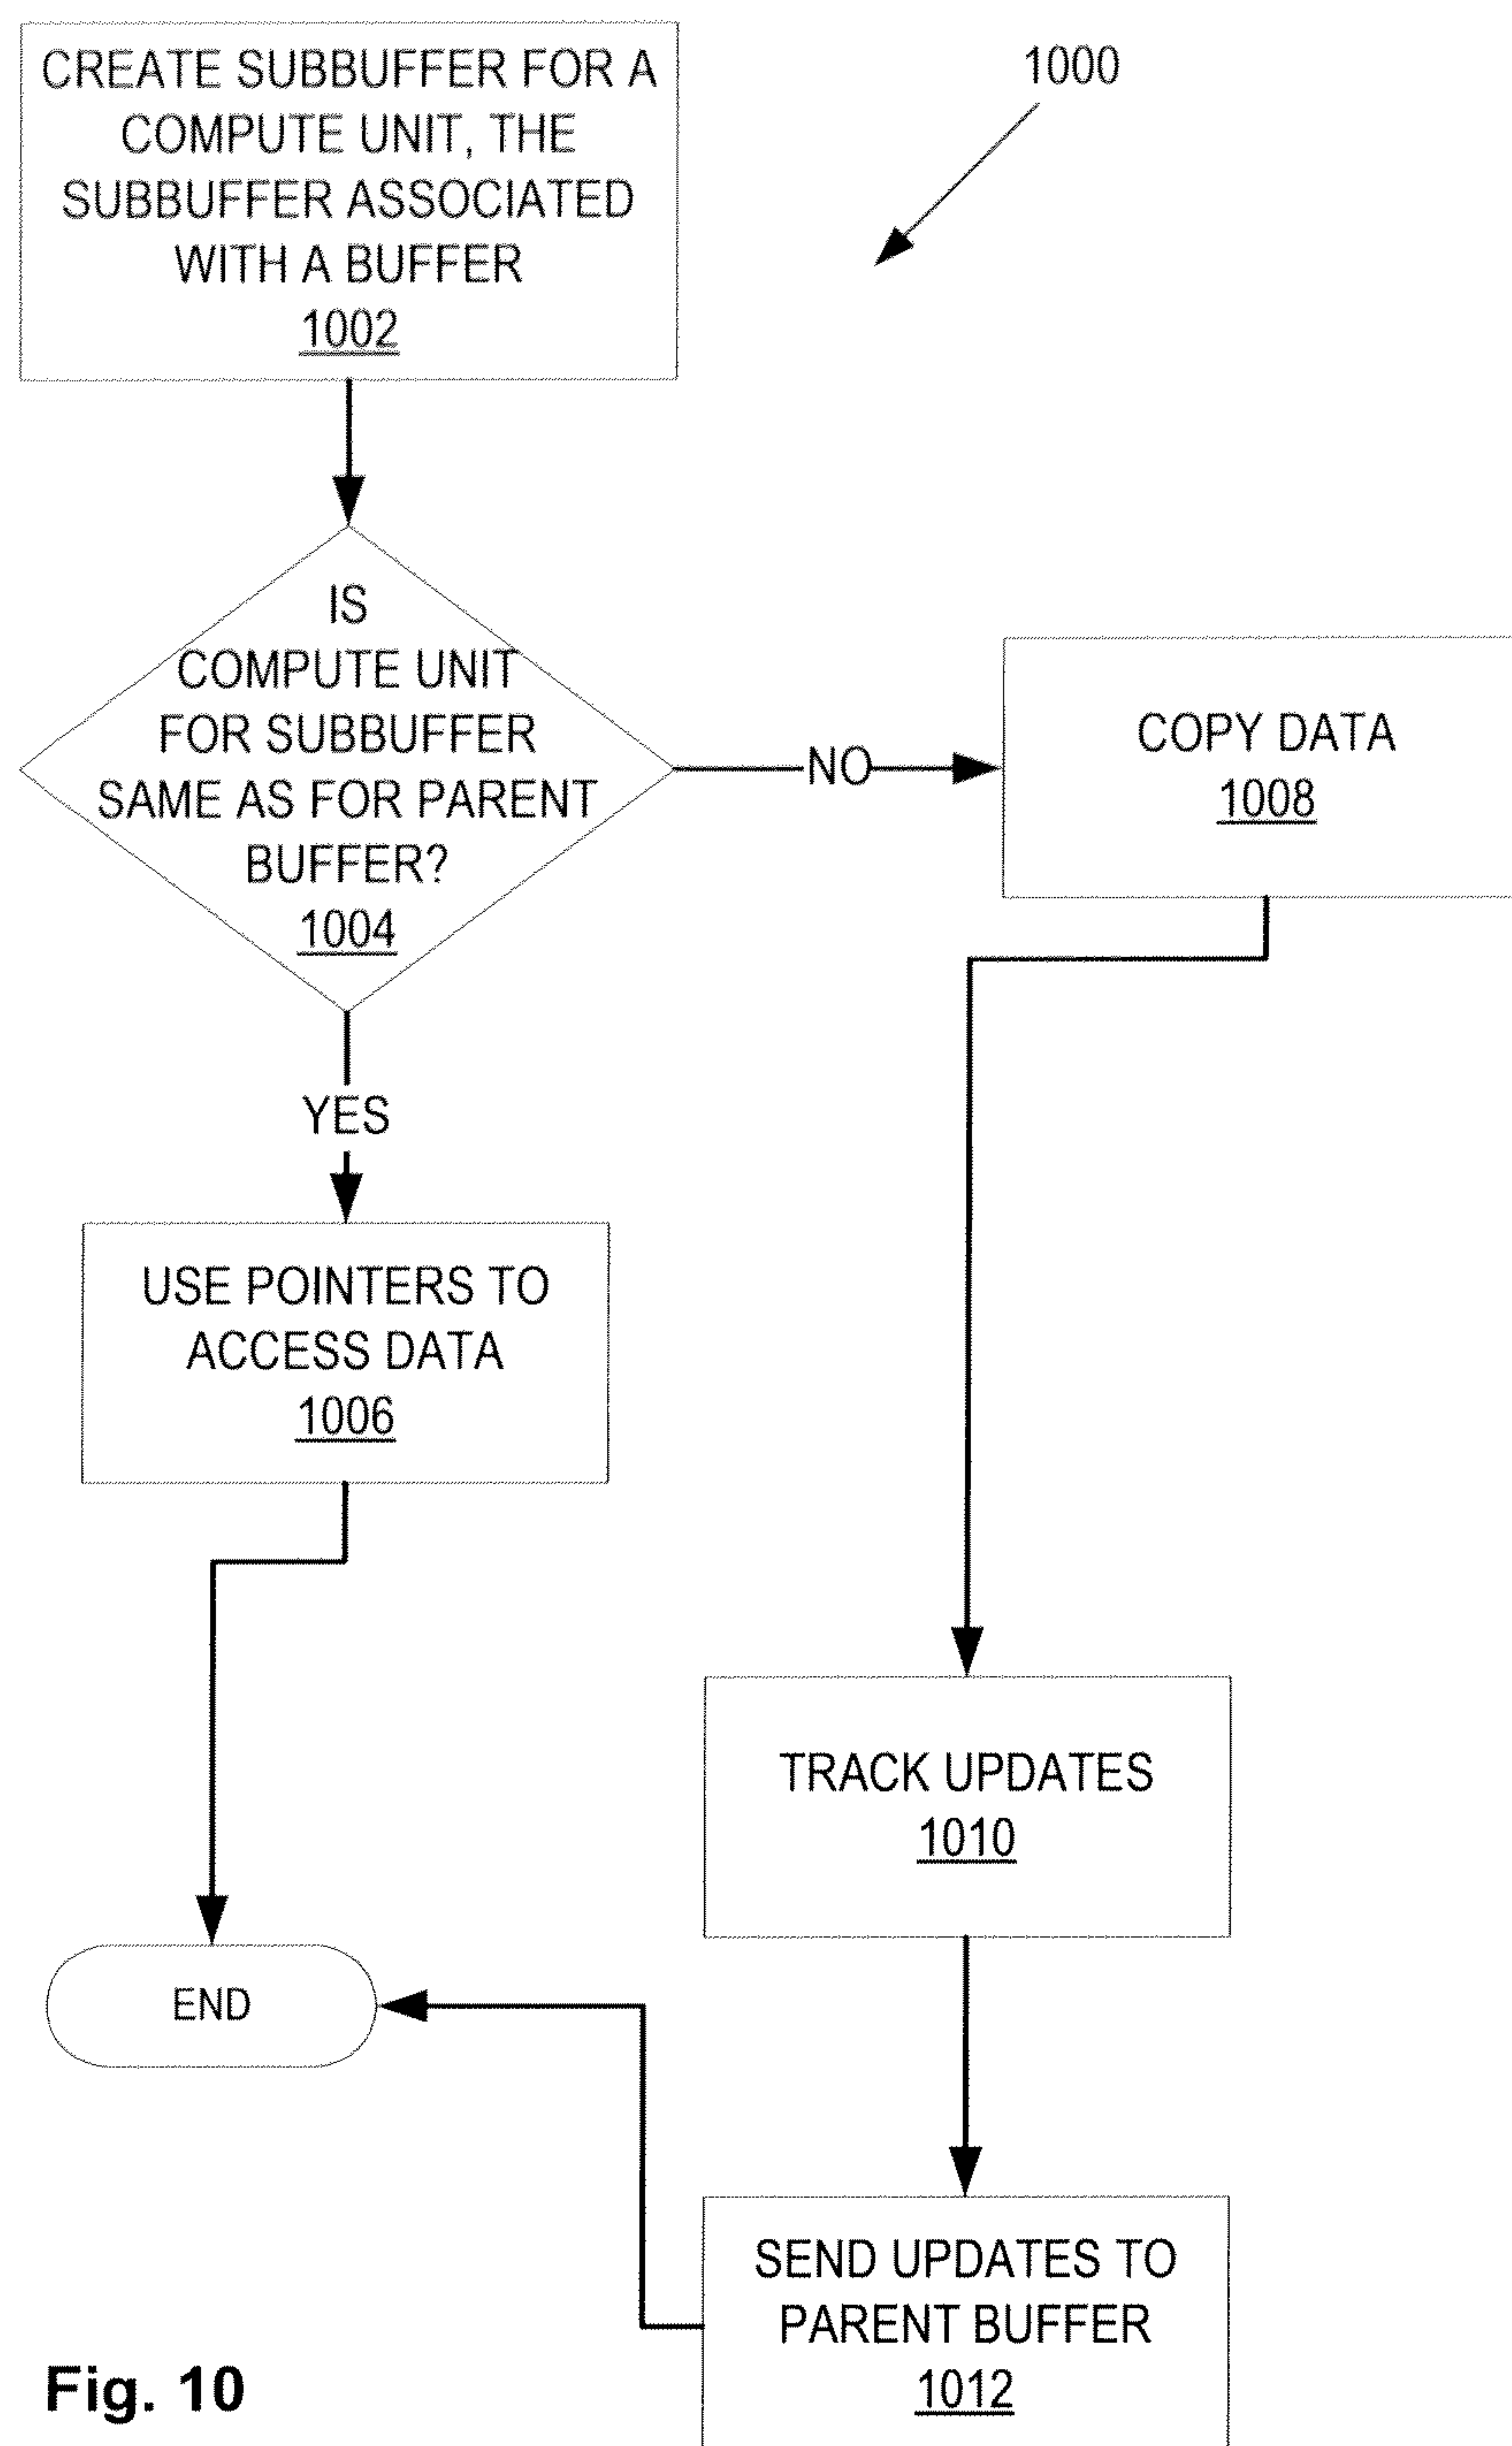 CREATE SUBBUFFER FOR A
COMPUTE UNIT, THE
SUBBUFFER ASSOCIATED
WITH A BUFFER
1002
1000
IS
COMPUTE UNIT
FOR SUBBUFFER
SAME AS FOR PARENT
BUFFER?
1004
NO
COPY DATA
1008
YES
USE POINTERS TO
ACCESS DATA
1006
TRACK UPDATES
1010
END
SEND UPDATES TO
PARENT BUFFER
1012
Fig. 10